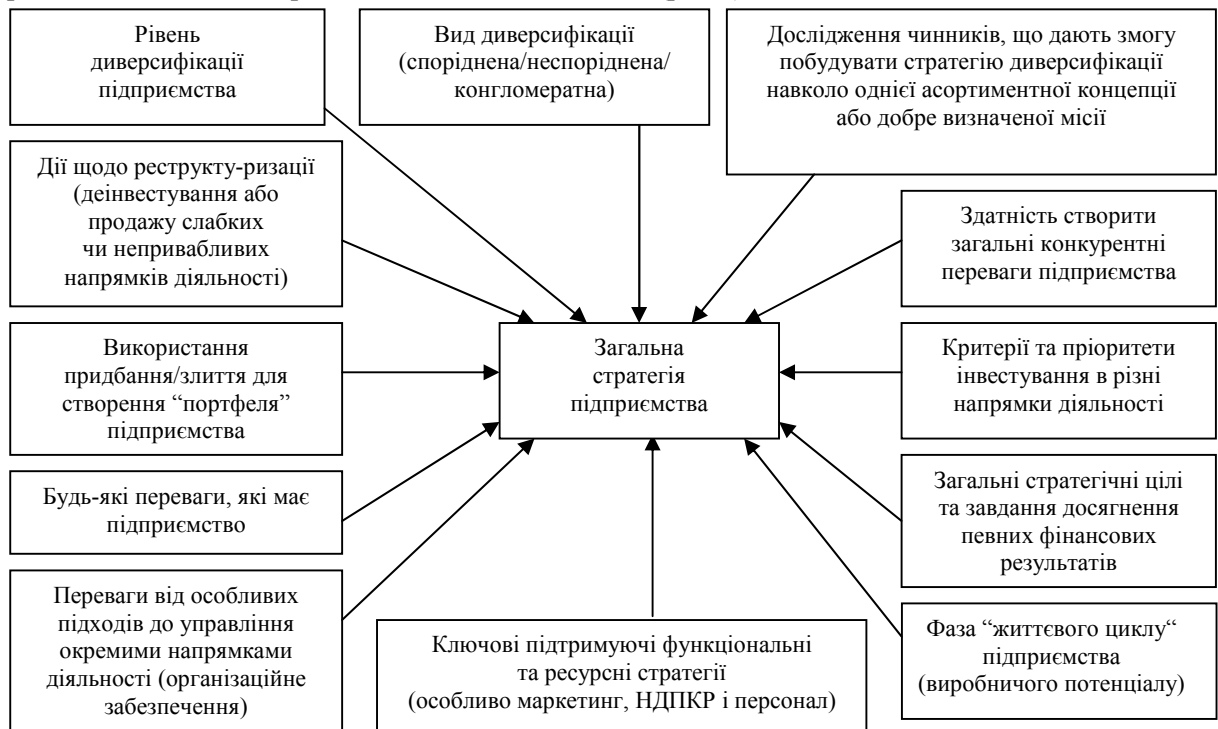 Рівень
диверсифікації
підприємства
Вид диверсифікації
(споріднена/неспоріднена/
конгломератна)
Дослідження чинників, що дають змогу
побудувати стратегію диверсифікації
навколо однієї асортиментної концепції
або добре визначеної місії
Дії щодо реструкту-ризації
(деінвестування або
продажу слабких
чи непривабливих
напрямків діяльності)
Здатність створити
загальні конкурентні
переваги підприємства
Використання
придбання/злиття для
створення “портфеля”
підприємства
Загальна
стратегія
підприємства
Критерії та пріоритети
інвестування в різні
напрямки діяльності
Будь-які переваги, які має
підприємство
Загальні стратегічні цілі
та завдання досягнення
певних фінансових
результатів
Переваги від особливих
підходів до управління
окремими напрямками
діяльності (організаційне
забезпечення)
Ключові підтримуючі функціональні
та ресурсні стратегії
(особливо маркетинг, НДПКР і персонал)
Фаза “життєвого циклу“
підприємства
(виробничого потенціалу)